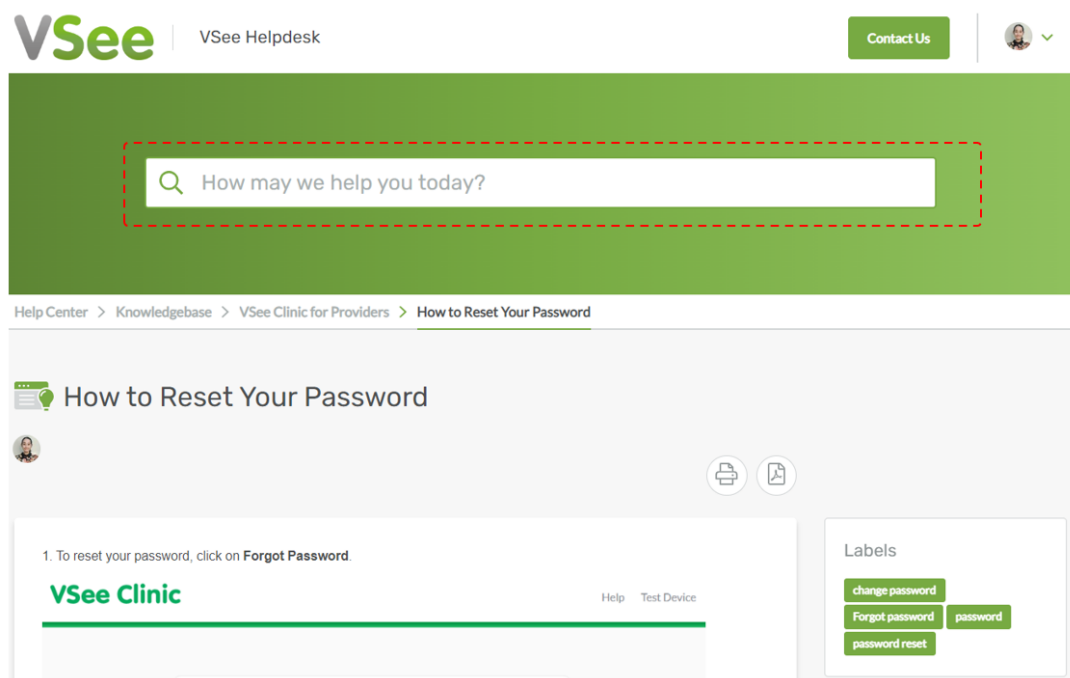 VSee
VSee Helpdesk
Contact Us
How may we help you today?
Help Center > Knowledgebase > VSee Clinic for Providers > How to Reset Your Password
How to Reset Your Password
1. To reset your password, click on Forgot Password.
VSee Clinic
Help Test Device
Labels
change password
Forgot password password
password reset